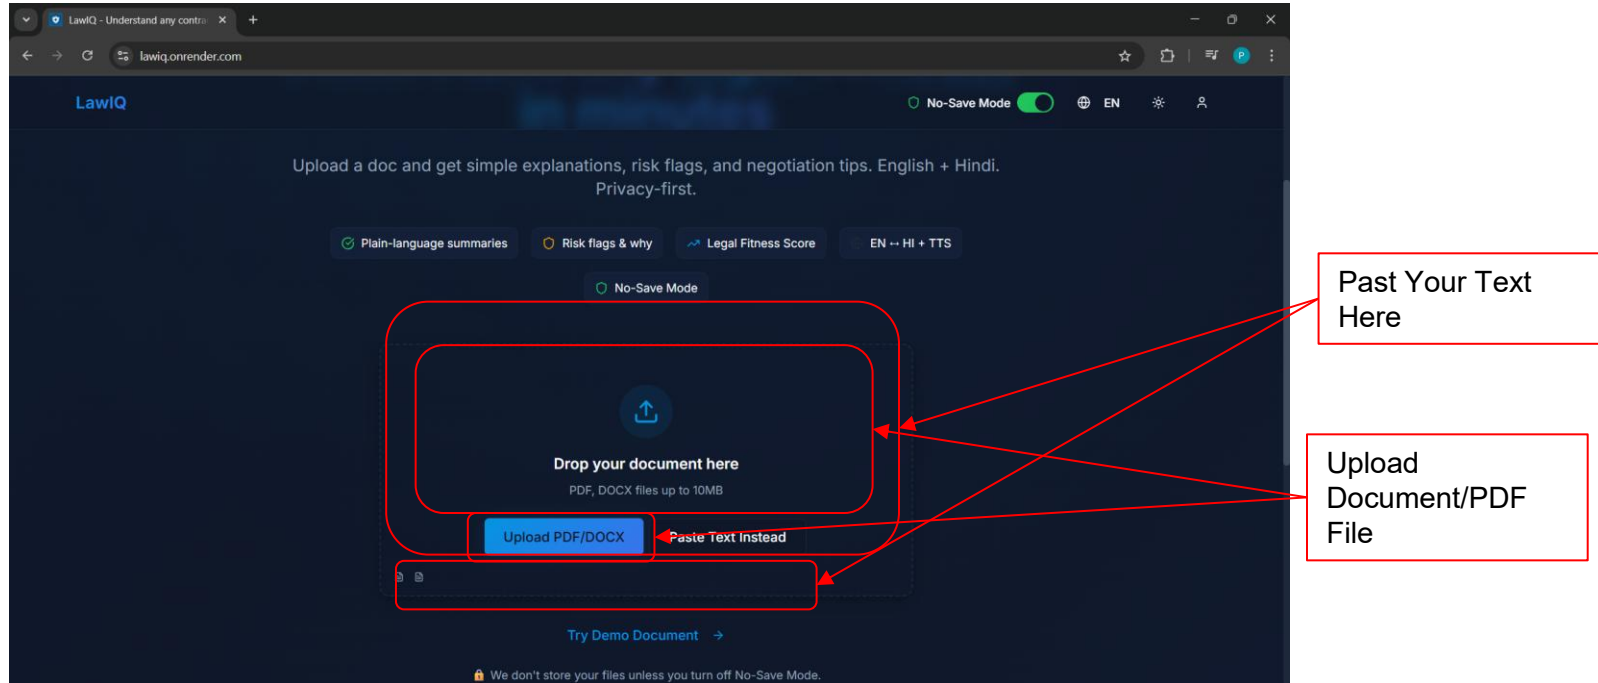 LawIQ - Understand any contra
lawiq.onrender.com
P
LawIQ
in minutes
No-Save Mode
EN
Upload a doc and get simple explanations, risk flags, and negotiation tips. English + Hindi.
Privacy-first.
Plain-language summaries
Risk flags & why
Legal Fitness Score
EN ↔ HI + TTS
No-Save Mode
Past Your Text
Here
Drop your document here
PDF, DOCX files up to 10MB
Upload
Document/PDF
File
Upload PDF/DOCX
Paste Text Instead
Try Demo Document →
We don't store your files unless you turn off No-Save Mode.